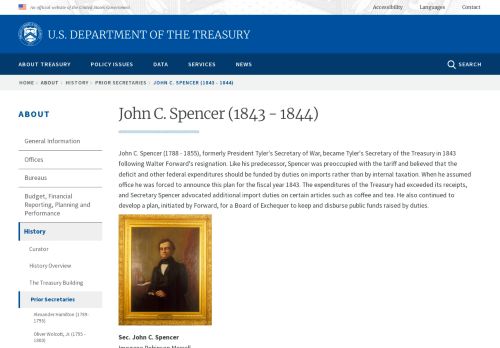 An official website of the United States Government
Accessibility Languages Contact
U.S. DEPARTMENT OF THE TREASURY
ABOUT TREASURY POLICY ISSUES DATA SERVICES NEWS SEARCH
HOME › ABOUT › HISTORY › PRIOR SECRETARIES › JOHN C. SPENCER (1843 - 1844)
ABOUT
General Information
Offices
Bureaus
Budget, Financial
Reporting, Planning and
Performance
History
Curator
History Overview
The Treasury Building
Prior Secretaries
Alexander Hamilton (1789 -
1795)
Oliver Wolcott, Jr. (1795 -
1800)
John C. Spencer (1843 - 1844)
John C. Spencer (1788 - 1855), formerly President Tyler's Secretary of War, became Tyler's Secretary of the Treasury in 1843
following Walter Forward's resignation. Like his predecessor, Spencer was preoccupied with the tariff and believed that the
deficit and other federal expenditures should be funded by duties on imports rather than by internal taxation. When he assumed
office he was forced to announce this plan for the fiscal year 1843. The expenditures of the Treasury had exceeded its receipts,
and Secretary Spencer advocated additional import duties on certain articles such as coffee and tea. He also continued to
develop a plan, initiated by Forward, for a Board of Exchequer to keep and disburse public funds raised by duties.
Sec. John C. Spencer